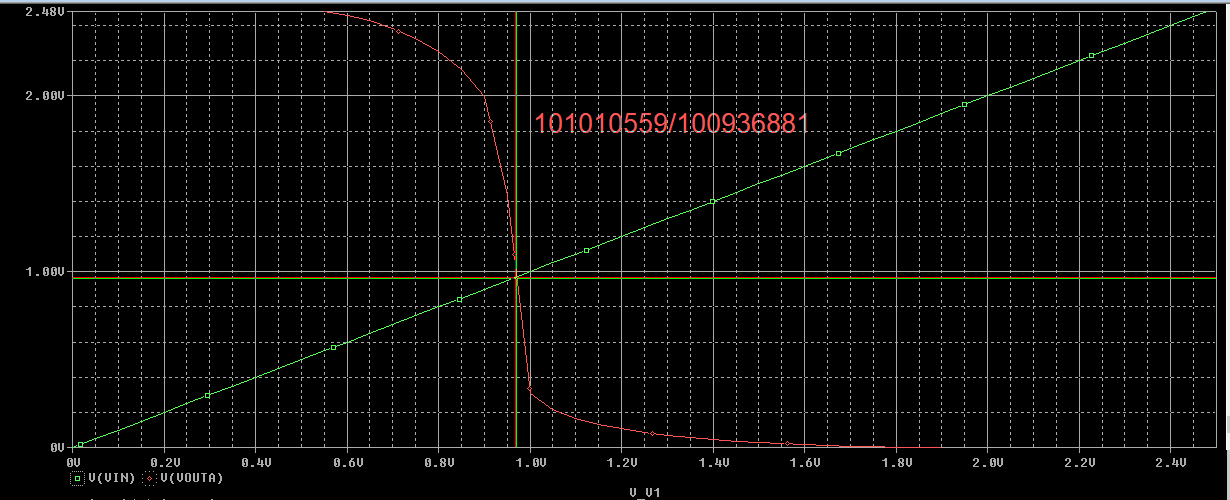 2.48V
2.00V
101010559/100936881
1.00V
0V
0V 0.2V 0.4V 0.6V 0.8V 1.0V 1.2V 1.4V 1.6V 1.8V 2.0V 2.2V 2.4V
V(VIN) V(VOUTA)
V_V1